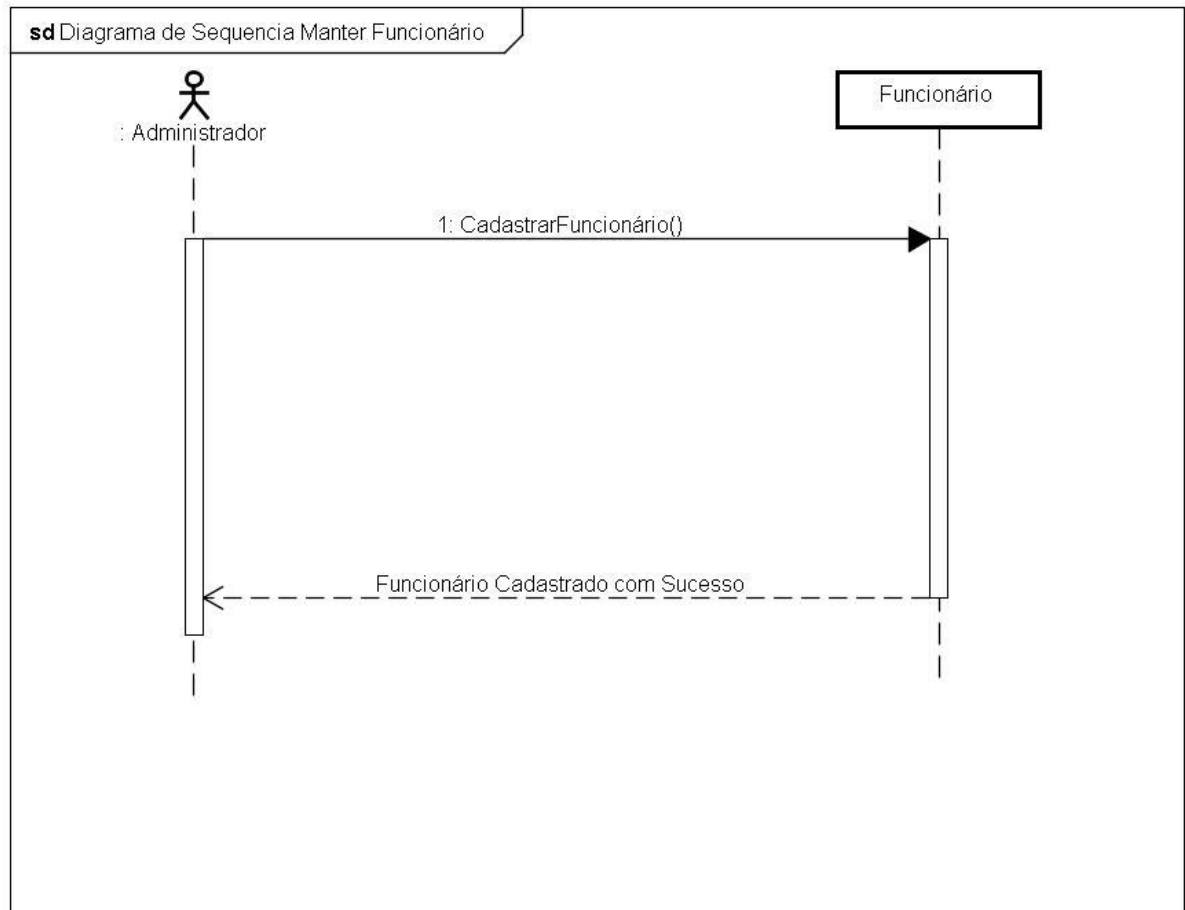 sd Diagrama de Sequencia Manter Funcionário
: Administrador
Funcionário
1: CadastrarFuncionário()
Funcionário Cadastrado com Sucesso